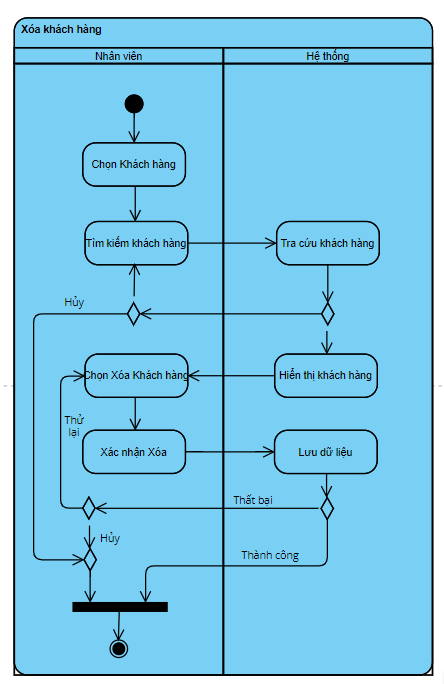 Xóa khách hàng
Nhân viên
Hệ thống
Chọn Khách hàng
Tìm kiếm khách hàng
Tra cứu khách hàng
Hủy
Chọn Xóa Khách hàng
Hiển thị khách hàng
Thử
lại
Xác nhận Xóa
Lưu dữ liệu
Thất bại
Hủy
Thành công